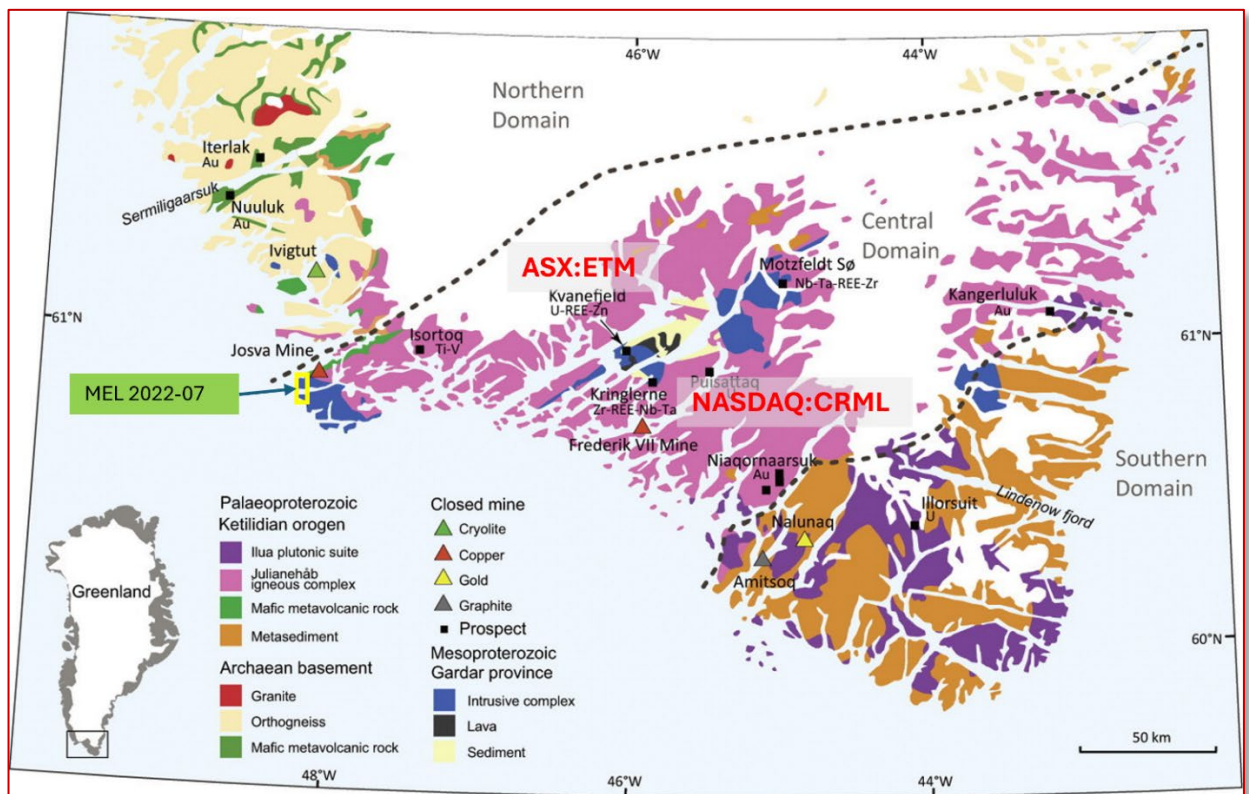 46°W
44°W
Northern
Domain
Iterlak
Au
Sermiligaarsuk
Nuuluk
Au
Ivigtut
Central
Domain
ASX:ETM
Motzfeldt Sø
Nb-Ta-REE-Zr
Kvanefjeld
U-REE-Zn
Kangerluluk
Au
61°N
61°N
Isortoq
Ti-V
Josva Mine
MEL 2022-07
Puisattaq
Kringlerne
Zr-REE-Nb-Ta
NASDAQ:CRML
Frederik VII Mine
Niaqornaarsuk
Au
Southern
Domain
Lindenow fjord
Illorsuit
U
Nalunaq
Amitsoq
60°N
Greenland
Palaeoproterozoic
Ketilidian orogen
Ilua plutonic suite
Julianehåb
igneous complex
Mafic metavolcanic rock
Metasediment
Archaean basement
Granite
Orthogneiss
Mafic metavolcanic rock
Closed mine
Cryolite
Copper
Gold
Graphite
Prospect
Mesoproterozoic
Gardar province
Intrusive complex
Lava
Sediment
50 km
48°W
46°W
44°W